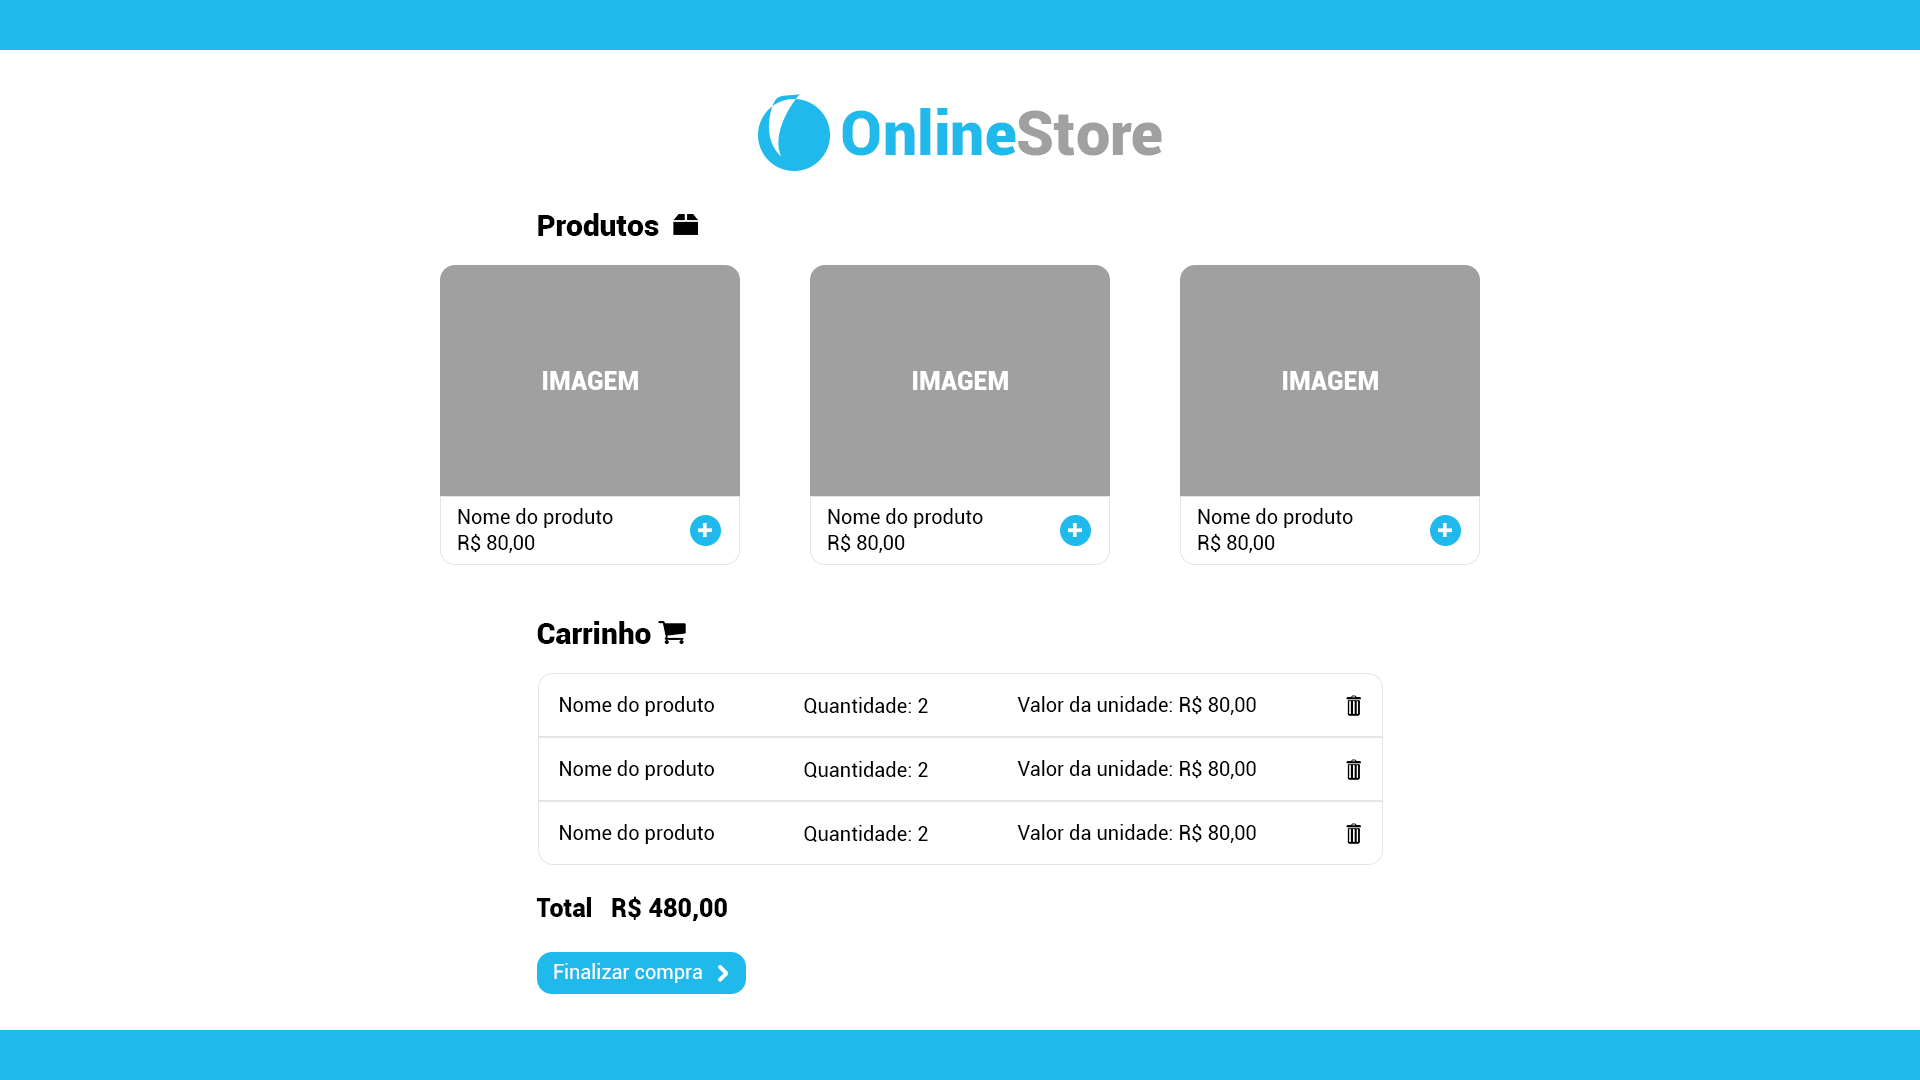 OnlineStore
Produtos
IMAGEM
IMAGEM
IMAGEM
Nome do produto
R$ 80,00
Nome do produto
R$ 80,00
Nome do produto
R$ 80,00
Carrinho
Nome do produto Quantidade: 2 Valor da unidade: R$ 80,00
Nome do produto Quantidade: 2 Valor da unidade: R$ 80,00
Nome do produto Quantidade: 2 Valor da unidade: R$ 80,00
Total R$ 480,00
Finalizar compra